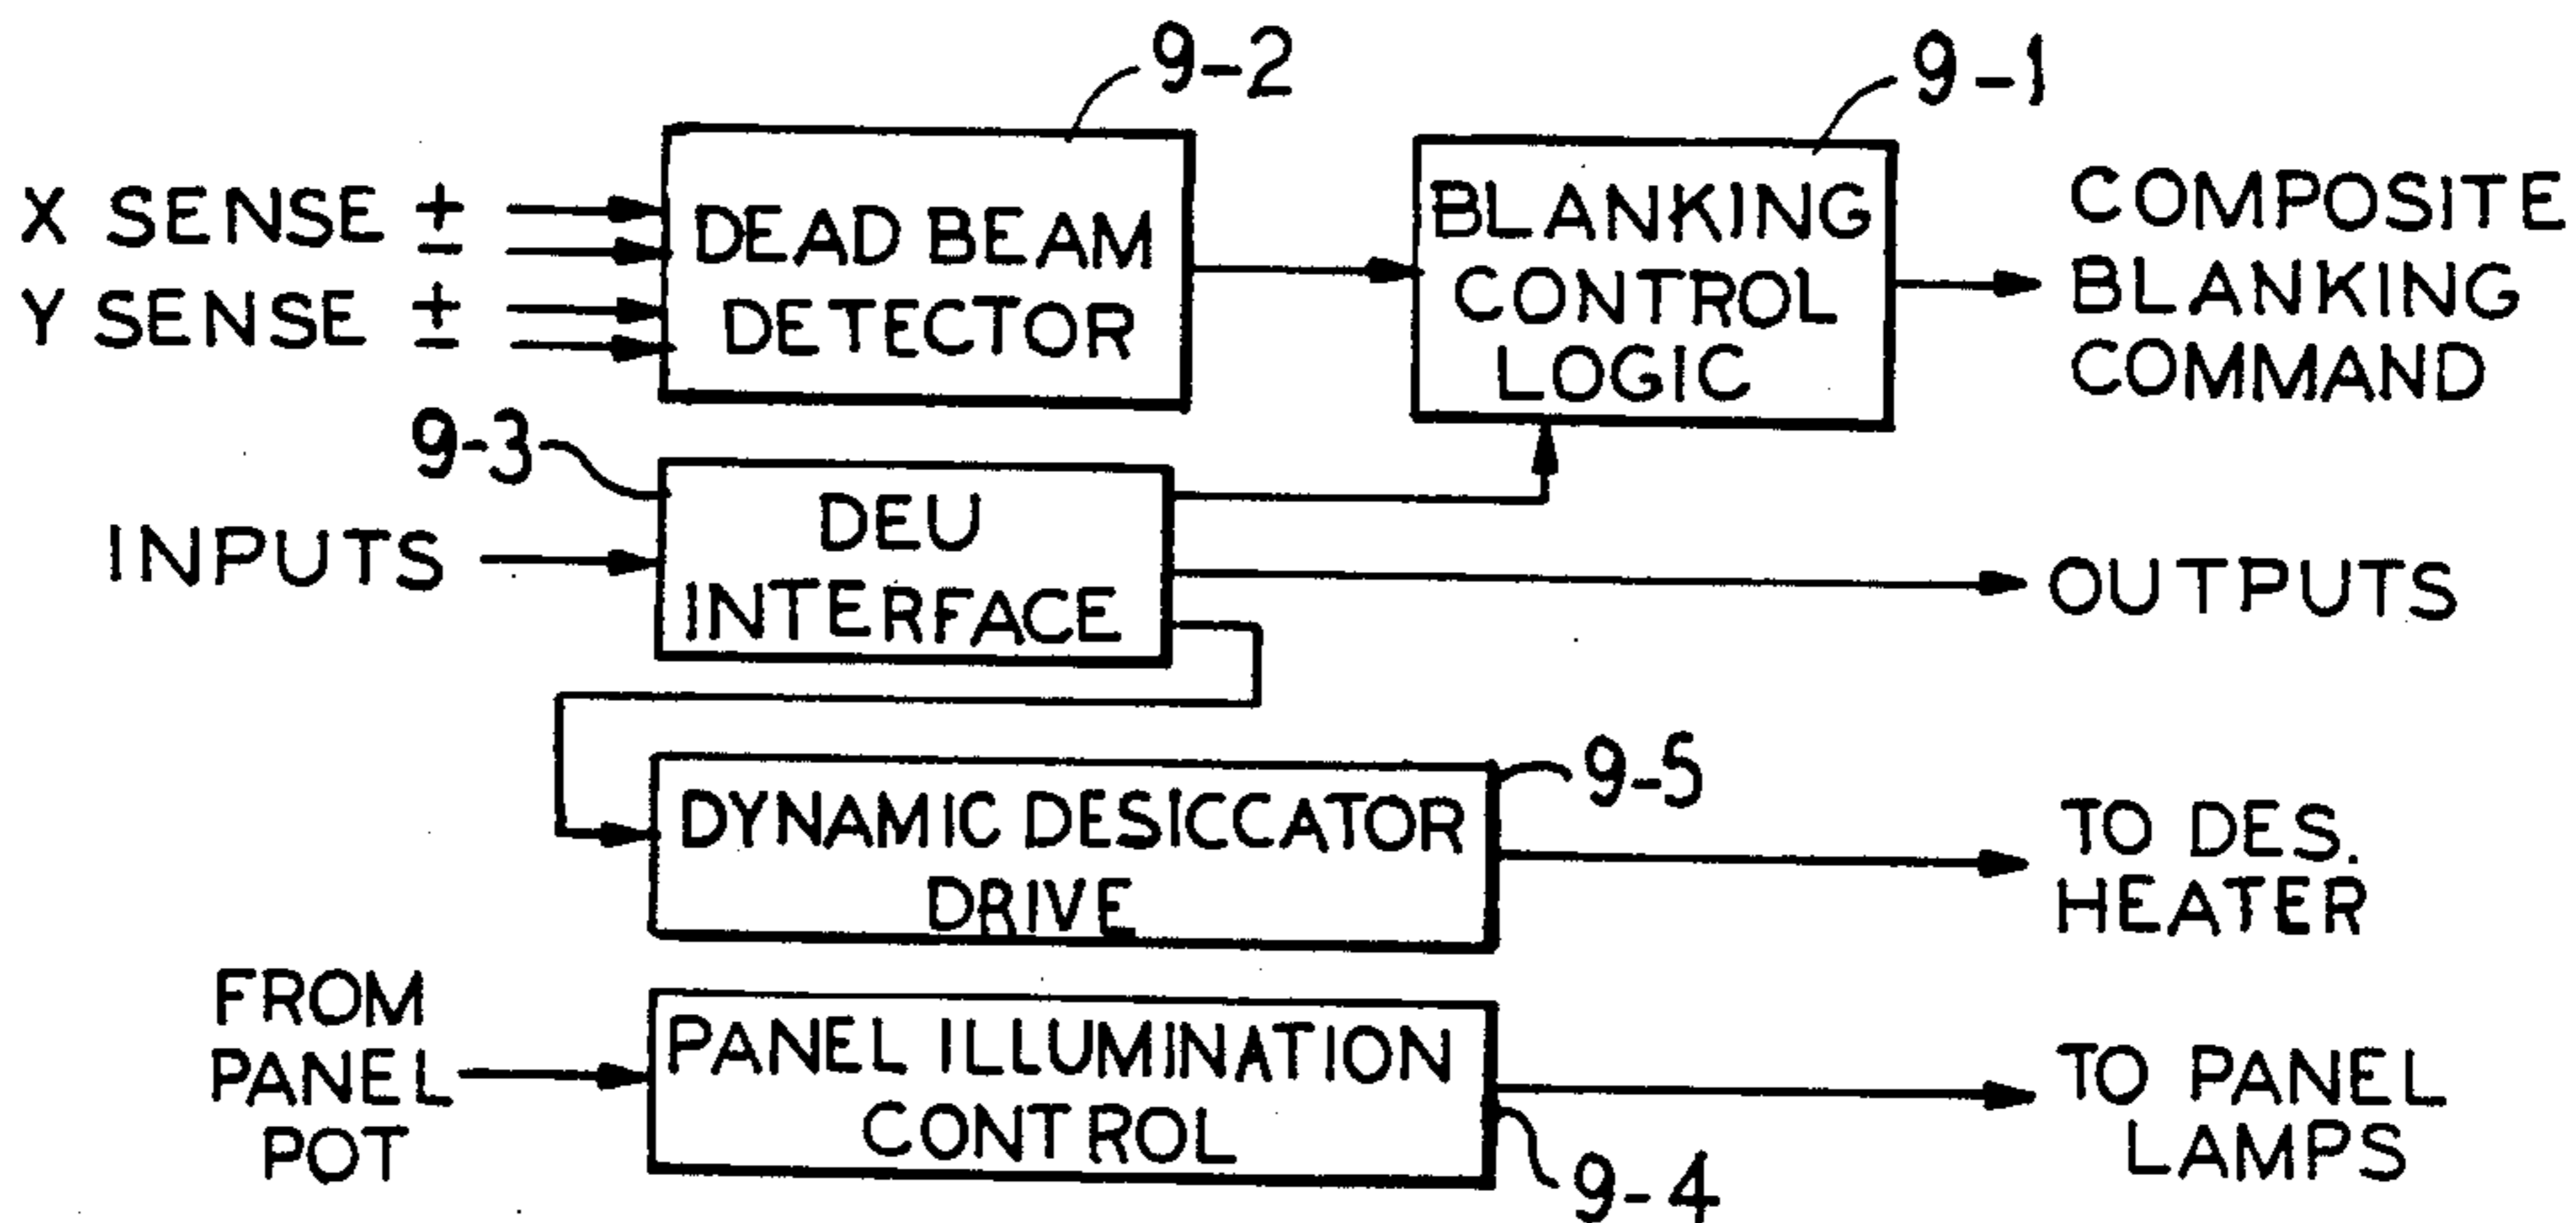 9-2
9-1
X SENSE ±
-
Y SENSE ±
-
DEAD BEAM
DETECTOR
BLANKING
CONTROL
LOGIC
COMPOSITE
BLANKING
COMMAND
9-3
INPUTS
DEU
INTERFACE
OUTPUTS
9-5
DYNAMIC DESICCATOR
DRIVE
TO DES.
HEATER
FROM
PANEL
POT
PANEL ILLUMINATION
CONTROL
TO PANEL
LAMPS
9-4